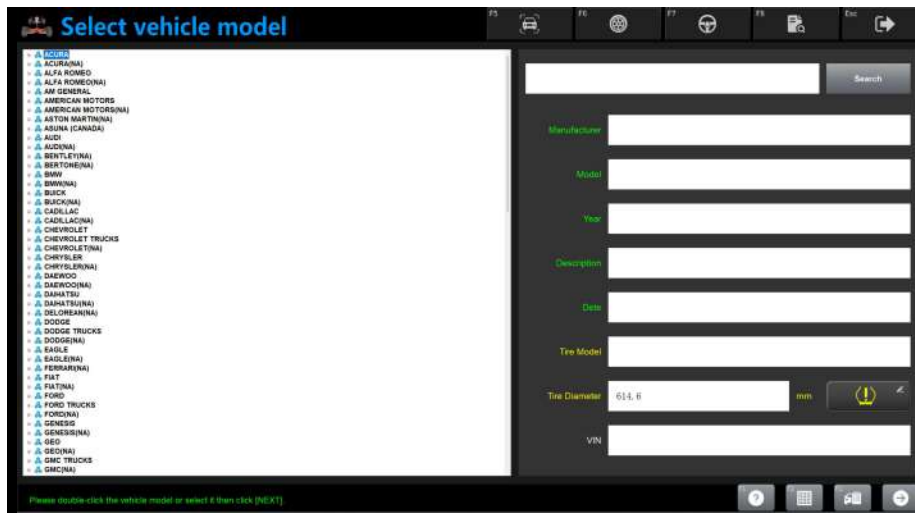 Select vehicle model
F5
F6
F7
F8
Esc
ACURA
ACURA(NA)
ALFA ROMEO
ALFA ROMEO(NA)
AM GENERAL
AMERICAN MOTORS
AMERICAN MOTORS(NA)
ASTON MARTIN(NA)
ASUNA (CANADA)
AUDI
AUDI(NA)
BENTLEY(NA)
BERTONE(NA)
BMW
BMW(NA)
BUICK
BUICK(NA)
CADILLAC
CADILLAC(NA)
CHEVROLET
CHEVROLET TRUCKS
CHEVROLET(NA)
CHRYSLER
CHRYSLER(NA)
DAEWOO
DAEWOO(NA)
DAIHATSU
DAIHATSU(NA)
DELOREAN(NA)
DODGE
DODGE TRUCKS
DODGE(NA)
EAGLE
EAGLE(NA)
FERRARI(NA)
FIAT
FIAT(NA)
FORD
FORD TRUCKS
FORD(NA)
GENESIS
GENESIS(NA)
GEO
GEO(NA)
GMC TRUCKS
GMC(NA)
Search
Manufacturer
Model
Year
Description
Date
Tire Model
Tire Diameter 614.6 mm
VIN
Please double-click the vehicle model or select it then click [NEXT]